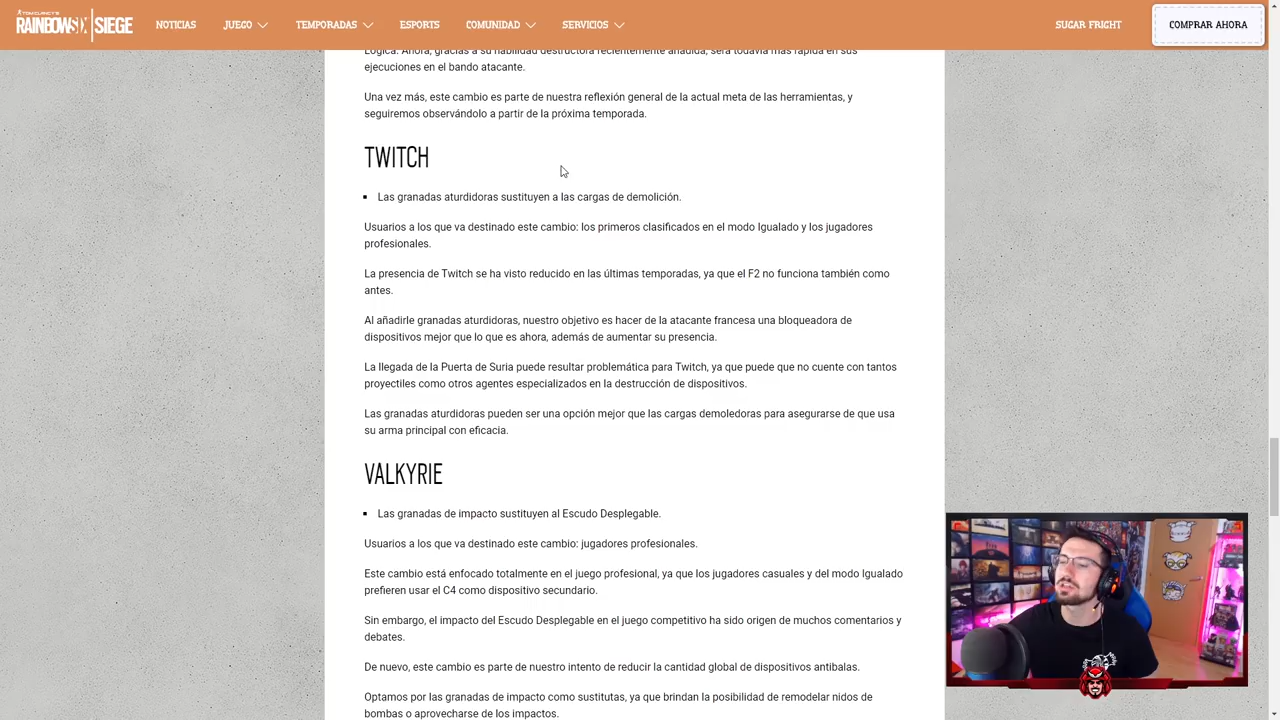 TOM CLANCY'S
RAINBOW SIX | SIEGE
NOTICIAS
JUEGO
TEMPORADAS
ESPORTS
COMUNIDAD
SERVICIOS
SUGAR FRIGHT
COMPRAR AHORA
ejecuciones en el bando atacante.
Una vez más, este cambio es parte de nuestra reflexión general de la actual meta de las herramientas, y
seguiremos observándolo a partir de la próxima temporada.
TWITCH
▪ Las granadas aturdidoras sustituyen a las cargas de demolición.
Usuarios a los que va destinado este cambio: los primeros clasificados en el modo Igualado y los jugadores
profesionales.
La presencia de Twitch se ha visto reducido en las últimas temporadas, ya que el F2 no funciona también como
antes.
Al añadirle granadas aturdidoras, nuestro objetivo es hacer de la atacante francesa una bloqueadora de
dispositivos mejor que lo que es ahora, además de aumentar su presencia.
La llegada de la Puerta de Suria puede resultar problemática para Twitch, ya que puede que no cuente con tantos
proyectiles como otros agentes especializados en la destrucción de dispositivos.
Las granadas aturdidoras pueden ser una opción mejor que las cargas demoledoras para asegurarse de que usa
su arma principal con eficacia.
VALKYRIE
▪ Las granadas de impacto sustituyen al Escudo Desplegable.
Usuarios a los que va destinado este cambio: jugadores profesionales.
Este cambio está enfocado totalmente en el juego profesional, ya que los jugadores casuales y del modo Igualado
prefieren usar el C4 como dispositivo secundario.
Sin embargo, el impacto del Escudo Desplegable en el juego competitivo ha sido origen de muchos comentarios y
debates.
De nuevo, este cambio es parte de nuestro intento de reducir la cantidad global de dispositivos antibalas.
Optamos por las granadas de impacto como sustitutas, ya que brindan la posibilidad de remodelar nidos de
bombas o aprovecharse de los impactos.